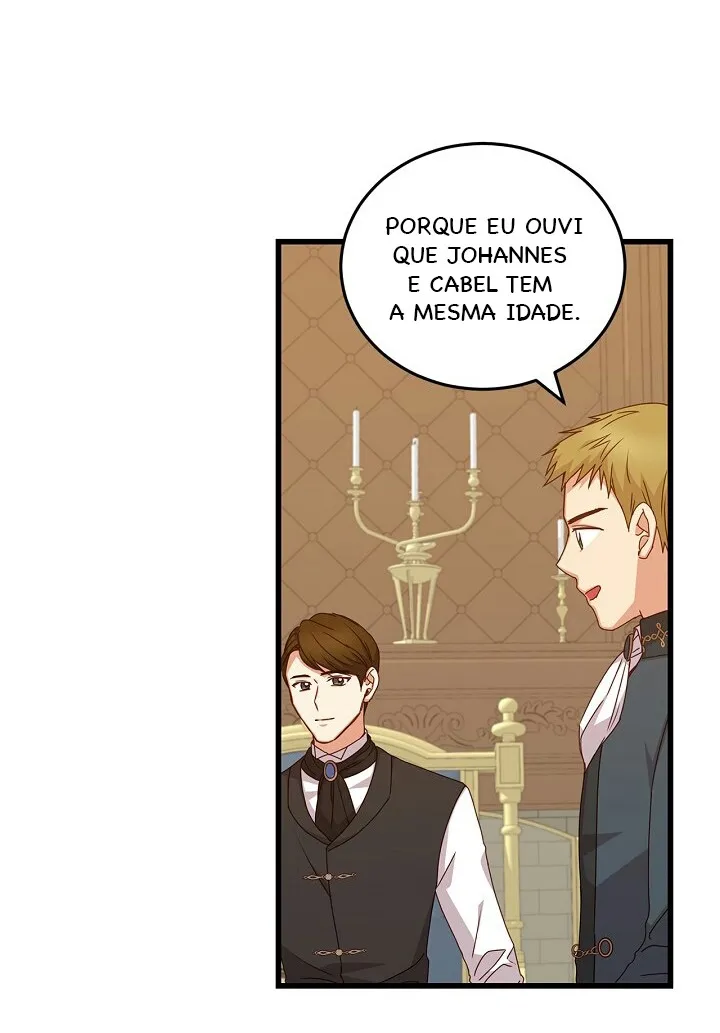 PORQUE EU OUVI
QUE JOHANNES
E CABEL TEM
A MESMA IDADE.